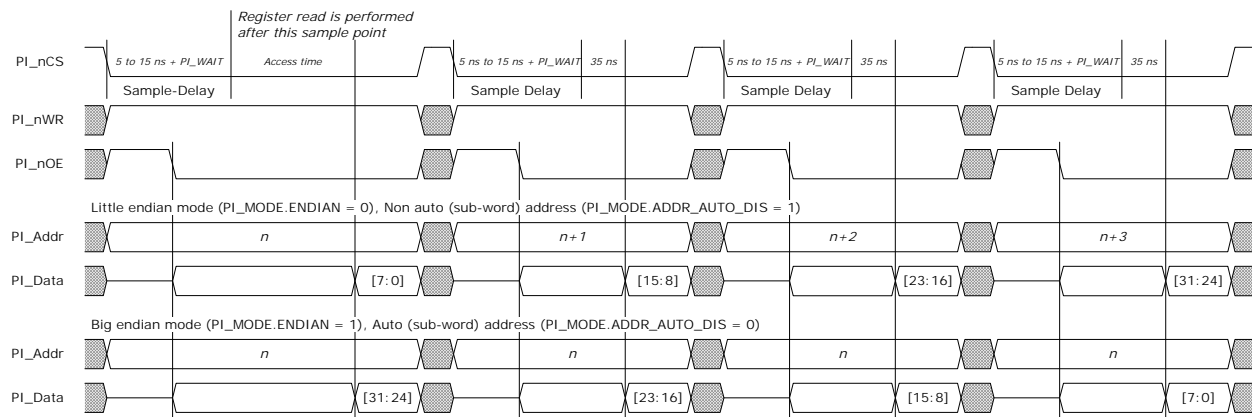 Register read is performed
after this sample point
PI_nCS
5 to 15 ns + PI_WAIT Access time 5 ns to 15 ns + PI_WAIT 35 ns 5 ns to 15 ns + PI_WAIT 35 ns 5 ns to 15 ns + PI_WAIT 35 ns
Sample-Delay Sample Delay Sample Delay Sample Delay
PI_nWR
PI_nOE
Little endian mode (PI_MODE.ENDIAN = 0), Non auto (sub-word) address (PI_MODE.ADDR_AUTO_DIS = 1)
PI_Addr n n+1 n+2 n+3
PI_Data [7:0] [15:8] [23:16] [31:24]
Big endian mode (PI_MODE.ENDIAN = 1), Auto (sub-word) address (PI_MODE.ADDR_AUTO_DIS = 0)
PI_Addr n n n n
PI_Data [31:24] [23:16] [15:8] [7:0]